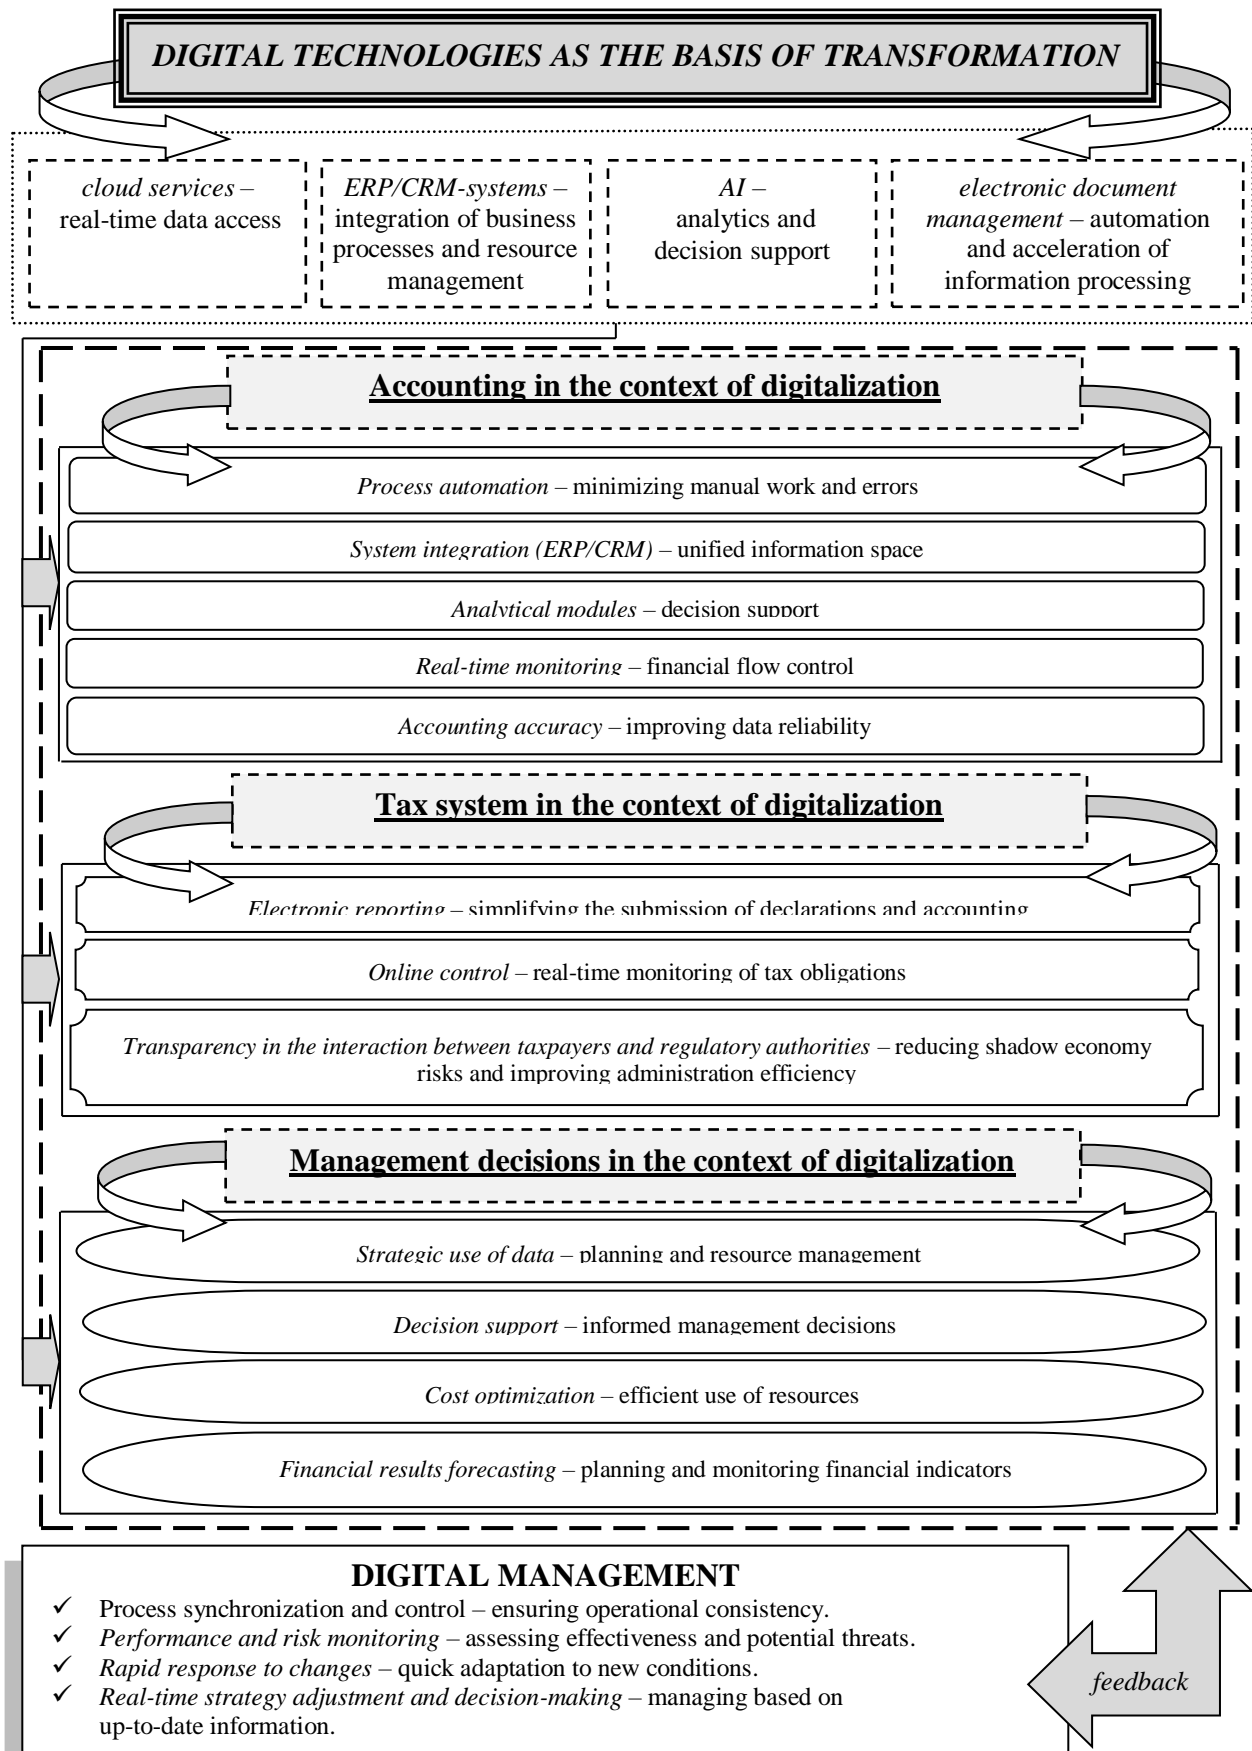 DIGITAL TECHNOLOGIES AS THE BASIS OF TRANSFORMATION
cloud services –
real-time data access
ERP/CRM-systems –
integration of business
processes and resource
management
AI –
analytics and
decision support
electronic document
management – automation
and acceleration of
information processing
Accounting in the context of digitalization
Process automation – minimizing manual work and errors
System integration (ERP/CRM) – unified information space
Analytical modules – decision support
Real-time monitoring – financial flow control
Accounting accuracy – improving data reliability
Tax system in the context of digitalization
Electronic reporting – simplifying the submission of declarations and accounting
Online control – real-time monitoring of tax obligations
Transparency in the interaction between taxpayers and regulatory authorities – reducing shadow economy
risks and improving administration efficiency
Management decisions in the context of digitalization
Strategic use of data – planning and resource management
Decision support – informed management decisions
Cost optimization – efficient use of resources
Financial results forecasting – planning and monitoring financial indicators
DIGITAL MANAGEMENT
✓ Process synchronization and control – ensuring operational consistency.
✓ Performance and risk monitoring – assessing effectiveness and potential threats.
✓ Rapid response to changes – quick adaptation to new conditions.
✓ Real-time strategy adjustment and decision-making – managing based on
up-to-date information.
feedback